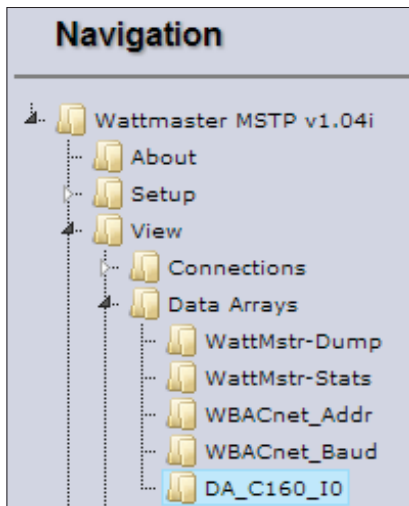 Navigation
Wattmaster MSTP v1.04i
About
Setup
View
Connections
Data Arrays
WattMstr-Dump
WattMstr-Stats
WBACnet_Addr
WBACnet_Baud
DA_C160_I0